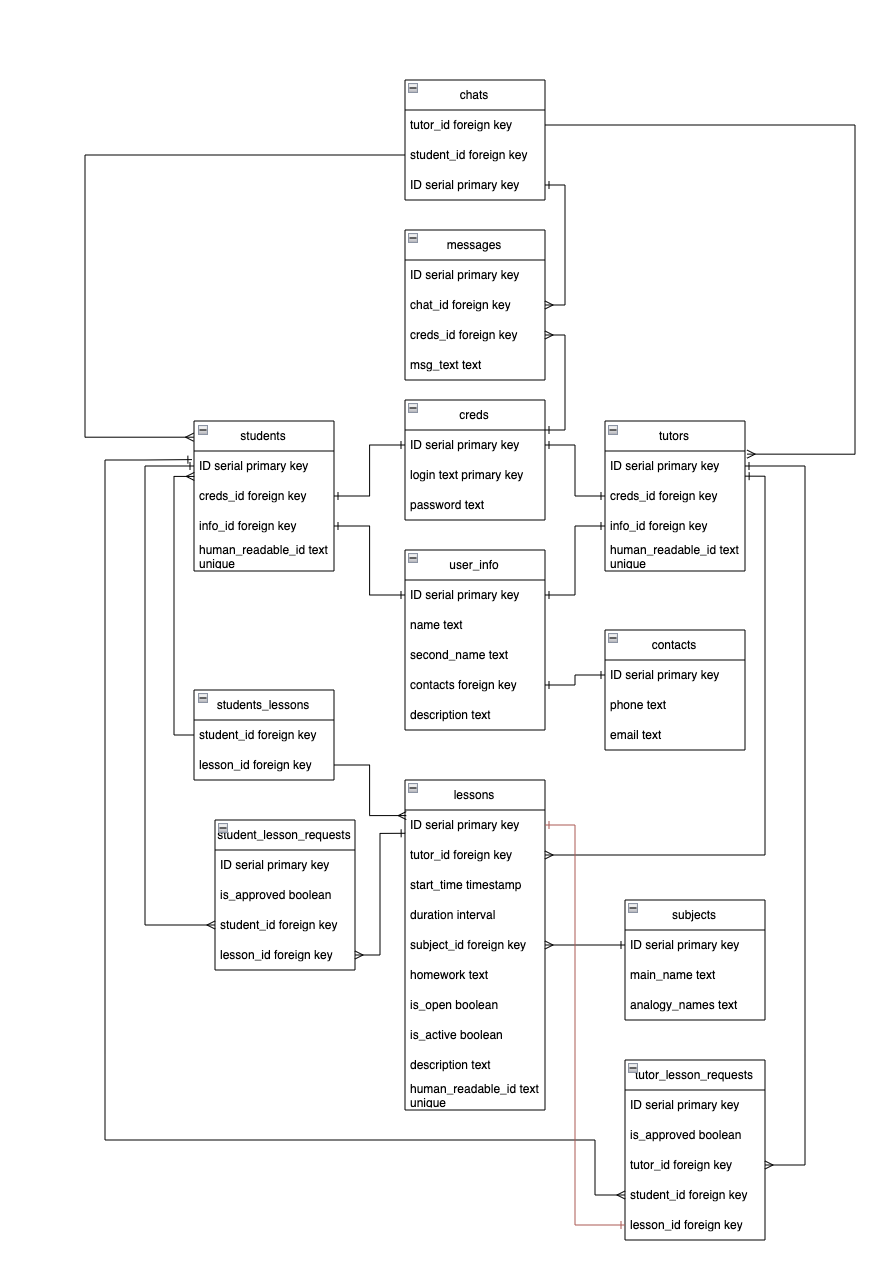 chats
tutor_id foreign key
student_id foreign key
ID serial primary key
messages
ID serial primary key
chat_id foreign key
creds_id foreign key
msg_text text
creds
ID serial primary key
login text primary key
password text
students
ID serial primary key
creds_id foreign key
info_id foreign key
human_readable_id text
unique
tutors
ID serial primary key
creds_id foreign key
info_id foreign key
human_readable_id text
unique
user_info
ID serial primary key
name text
second_name text
contacts foreign key
description text
contacts
ID serial primary key
phone text
email text
students_lessons
student_id foreign key
lesson_id foreign key
lessons
ID serial primary key
tutor_id foreign key
start_time timestamp
duration interval
subject_id foreign key
homework text
is_open boolean
is_active boolean
description text
human_readable_id text
unique
student_lesson_requests
ID serial primary key
is_approved boolean
student_id foreign key
lesson_id foreign key
subjects
ID serial primary key
main_name text
analogy_names text
tutor_lesson_requests
ID serial primary key
is_approved boolean
tutor_id foreign key
student_id foreign key
lesson_id foreign key